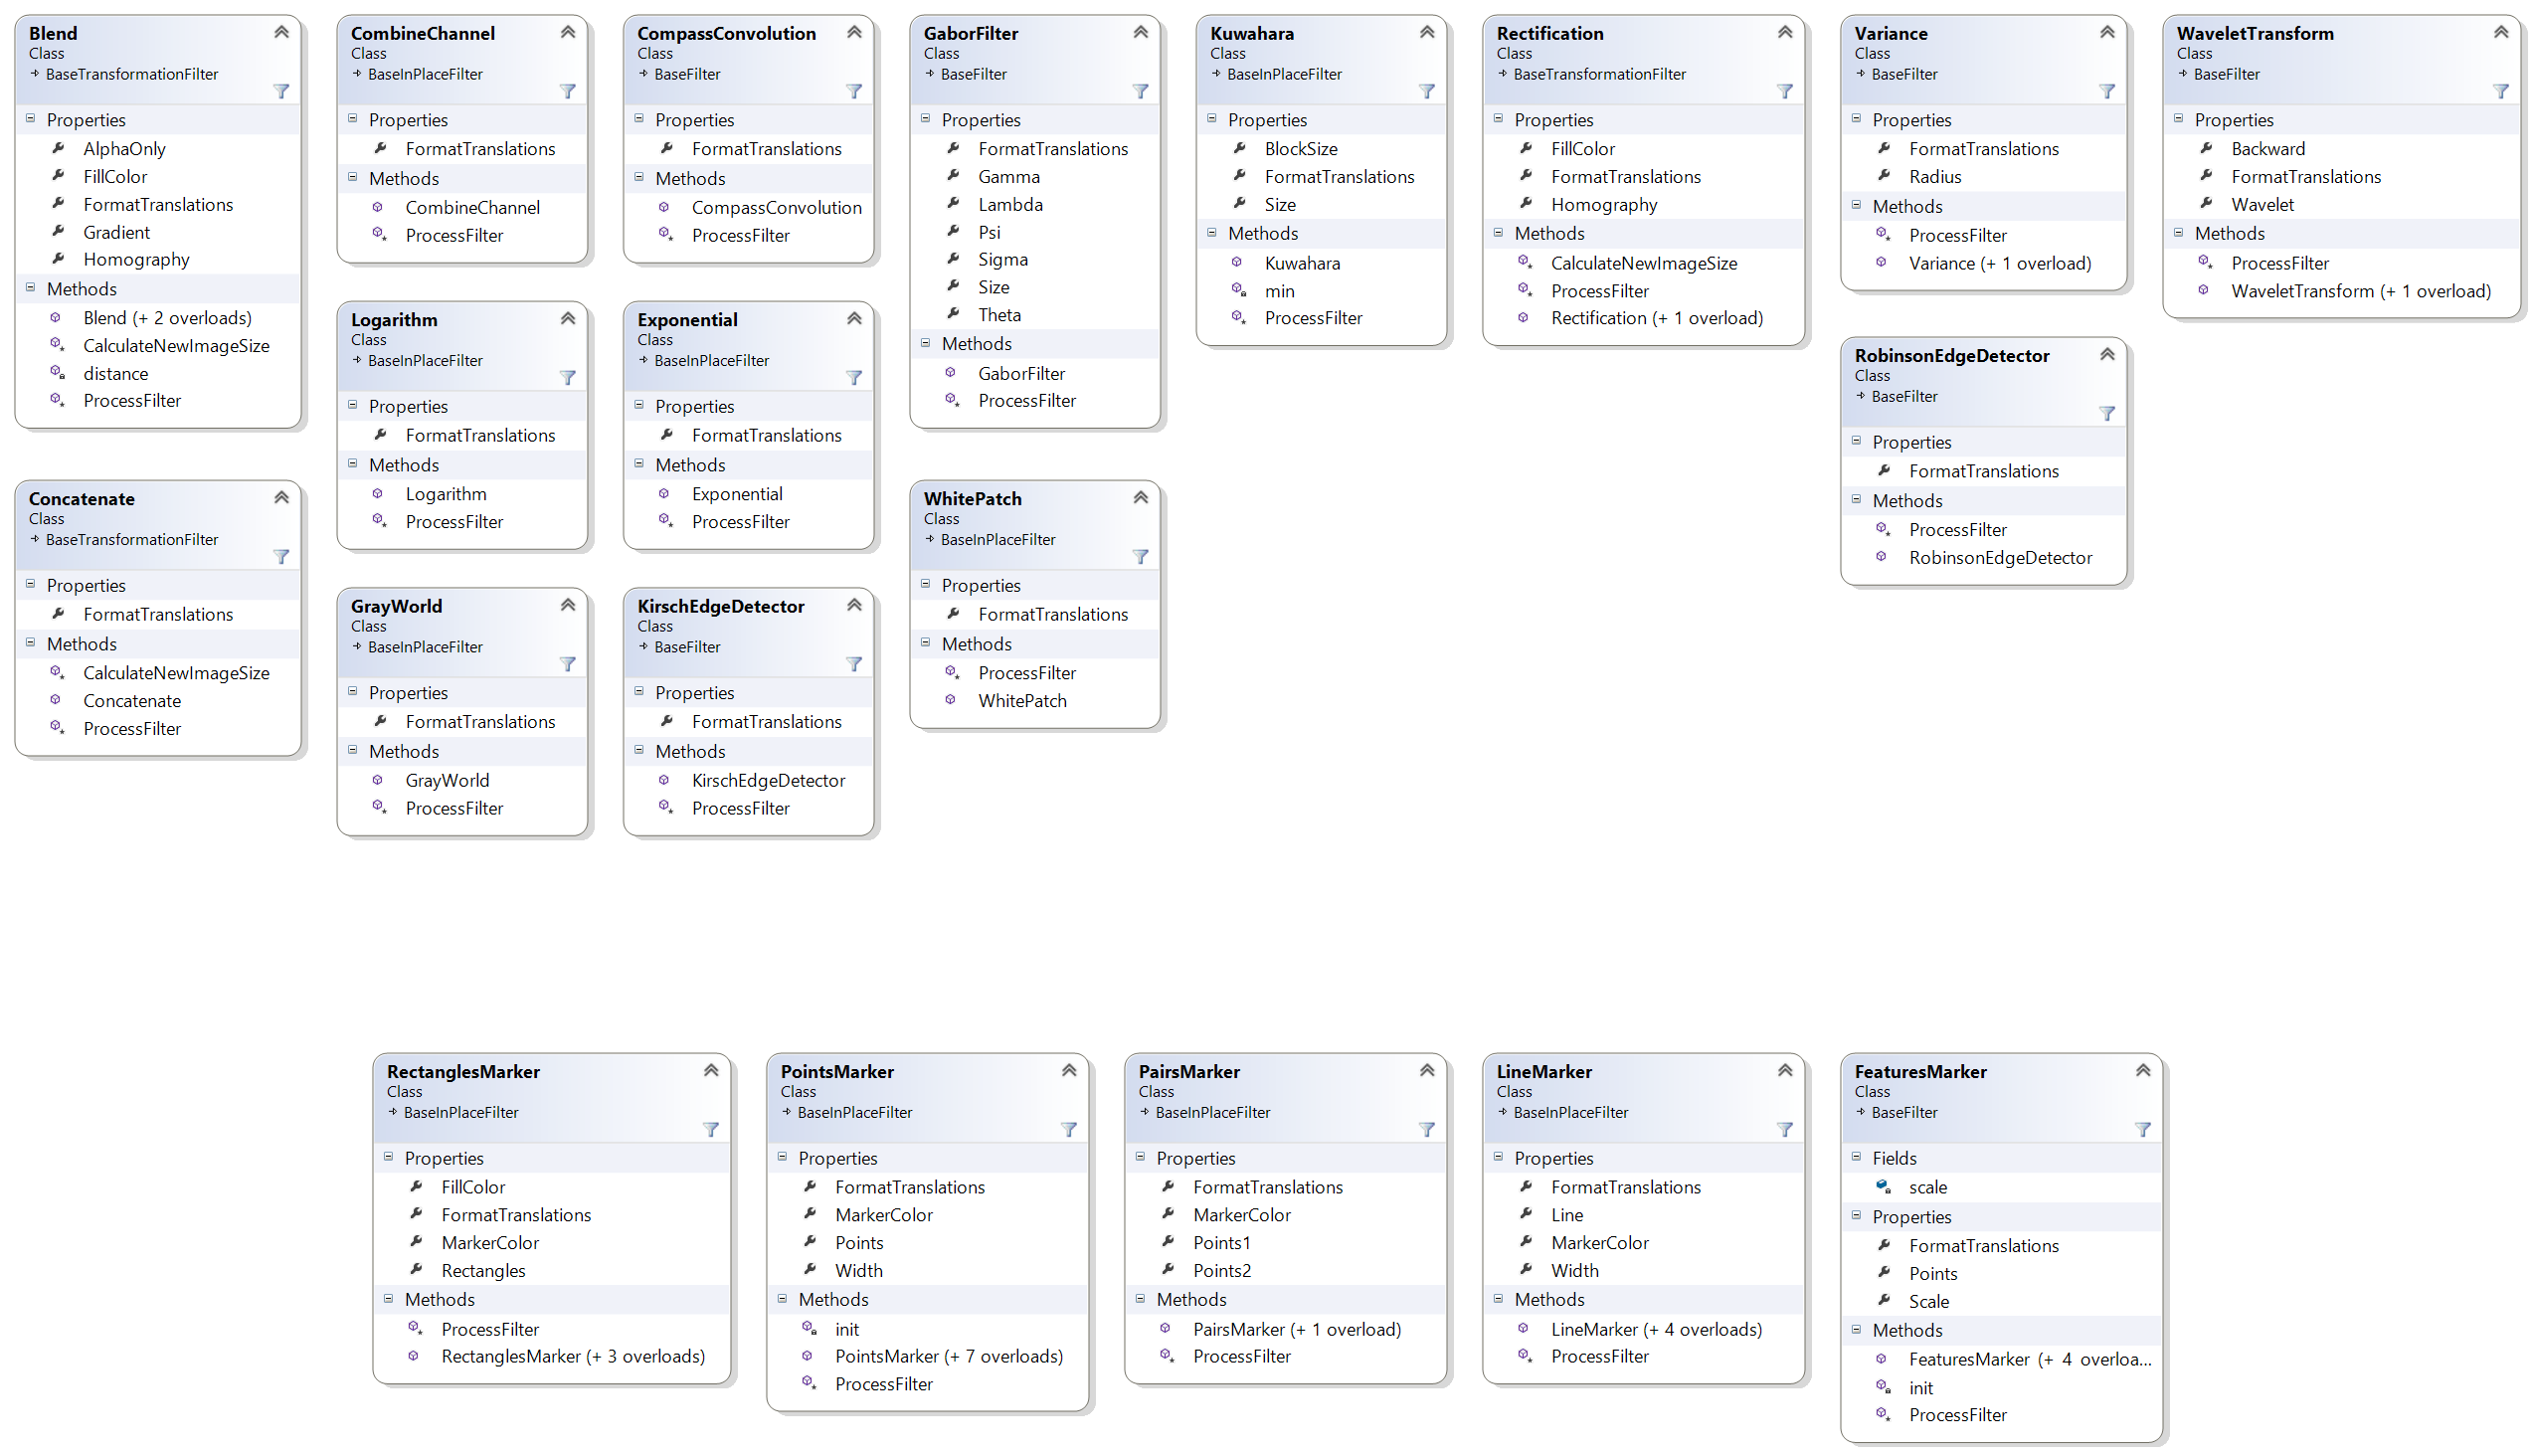 Blend
Class
BaseTransformationFilter
Properties
AlphaOnly
FillColor
FormatTranslations
Gradient
Homography
Methods
Blend (+ 2 overloads)
CalculateNewImageSize
distance
ProcessFilter
CombineChannel
Class
BaseInPlaceFilter
Properties
FormatTranslations
Methods
CombineChannel
ProcessFilter
CompassConvolution
Class
BaseFilter
Properties
FormatTranslations
Methods
CompassConvolution
ProcessFilter
GaborFilter
Class
BaseFilter
Properties
FormatTranslations
Gamma
Lambda
Psi
Sigma
Size
Theta
Methods
GaborFilter
ProcessFilter
Kuwahara
Class
BaseInPlaceFilter
Properties
BlockSize
FormatTranslations
Size
Methods
Kuwahara
min
ProcessFilter
Rectification
Class
BaseTransformationFilter
Properties
FillColor
FormatTranslations
Homography
Methods
CalculateNewImageSize
ProcessFilter
Rectification (+ 1 overload)
Variance
Class
BaseFilter
Properties
FormatTranslations
Radius
Methods
ProcessFilter
Variance (+ 1 overload)
WaveletTransform
Class
BaseFilter
Properties
Backward
FormatTranslations
Wavelet
Methods
ProcessFilter
WaveletTransform (+ 1 overload)
Logarithm
Class
BaseInPlaceFilter
Properties
FormatTranslations
Methods
Logarithm
ProcessFilter
Exponential
Class
BaseInPlaceFilter
Properties
FormatTranslations
Methods
Exponential
ProcessFilter
RobinsonEdgeDetector
Class
BaseFilter
Properties
FormatTranslations
Methods
ProcessFilter
RobinsonEdgeDetector
Concatenate
Class
BaseTransformationFilter
Properties
FormatTranslations
Methods
CalculateNewImageSize
Concatenate
ProcessFilter
WhitePatch
Class
BaseInPlaceFilter
Properties
FormatTranslations
Methods
ProcessFilter
WhitePatch
GrayWorld
Class
BaseInPlaceFilter
Properties
FormatTranslations
Methods
GrayWorld
ProcessFilter
KirschEdgeDetector
Class
BaseFilter
Properties
FormatTranslations
Methods
KirschEdgeDetector
ProcessFilter
RectanglesMarker
Class
BaseInPlaceFilter
Properties
FillColor
FormatTranslations
MarkerColor
Rectangles
Methods
ProcessFilter
RectanglesMarker (+ 3 overloads)
PointsMarker
Class
BaseInPlaceFilter
Properties
FormatTranslations
MarkerColor
Points
Width
Methods
init
PointsMarker (+ 7 overloads)
ProcessFilter
PairsMarker
Class
BaseInPlaceFilter
Properties
FormatTranslations
MarkerColor
Points1
Points2
Methods
PairsMarker (+ 1 overload)
ProcessFilter
LineMarker
Class
BaseInPlaceFilter
Properties
FormatTranslations
Line
MarkerColor
Width
Methods
LineMarker (+ 4 overloads)
ProcessFilter
FeaturesMarker
Class
BaseFilter
Fields
scale
Properties
FormatTranslations
Points
Scale
Methods
FeaturesMarker (+ 4 overloa...
init
ProcessFilter